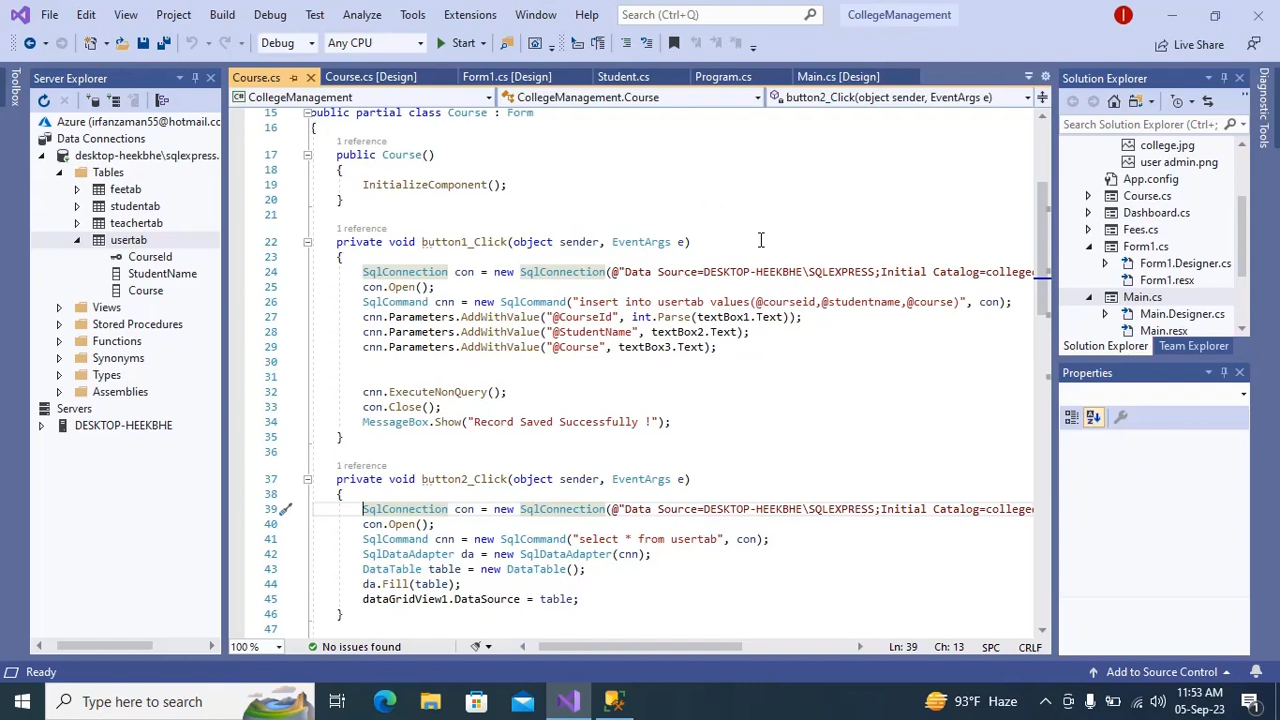 File Edit View Project Build Debug Test Analyze Tools Extensions Window Help Search (Ctrl+Q) CollegeManagement
Debug Any CPU Start Live Share
Toolbox
Server Explorer
Azure (irfanzaman55@hotmail.cc
Data Connections
desktop-heekbhe\sqlexpress.
Tables
feetab
studentab
teachertab
usertab
CourseId
StudentName
Course
Views
Stored Procedures
Functions
Synonyms
Types
Assemblies
Servers
DESKTOP-HEEKBHE
Course.cs Course.cs [Design] Form1.cs [Design] Student.cs Program.cs Main.cs [Design]
CollegeManagement CollegeManagement.Course button2_Click(object sender, EventArgs e)
15 public partial class Course : Form
16 {
1 reference
17 public Course()
18 {
19 InitializeComponent();
20 }
21
1 reference
22 private void button1_Click(object sender, EventArgs e)
23 {
24 SqlConnection con = new SqlConnection(@"Data Source=DESKTOP-HEEKBHE\SQLEXPRESS;Initial Catalog=college
25 con.Open();
26 SqlCommand cnn = new SqlCommand("insert into usertab values(@courseid,@studentname,@course)", con);
27 cnn.Parameters.AddWithValue("@CourseId", int.Parse(textBox1.Text));
28 cnn.Parameters.AddWithValue("@StudentName", textBox2.Text);
29 cnn.Parameters.AddWithValue("@Course", textBox3.Text);
30
31
32 cnn.ExecuteNonQuery();
33 con.Close();
34 MessageBox.Show("Record Saved Successfully !");
35 }
36
1 reference
37 private void button2_Click(object sender, EventArgs e)
38 {
39 SqlConnection con = new SqlConnection(@"Data Source=DESKTOP-HEEKBHE\SQLEXPRESS;Initial Catalog=college
40 con.Open();
41 SqlCommand cnn = new SqlCommand("select * from usertab", con);
42 SqlDataAdapter da = new SqlDataAdapter(cnn);
43 DataTable table = new DataTable();
44 da.Fill(table);
45 dataGridView1.DataSource = table;
46 }
47
100 % No issues found Ln: 39 Ch: 13 SPC CRLF
Solution Explorer
Search Solution Explorer (Ctrl+;)
college.jpg
user admin.png
App.config
Course.cs
Dashboard.cs
Fees.cs
Form1.cs
Form1.Designer.cs
Form1.resx
Main.cs
Main.Designer.cs
Main.resx
Solution Explorer Team Explorer
Properties
Diagnostic Tools
Ready Add to Source Control
Type here to search 93°F Haze 11:53 AM
05-Sep-23
1